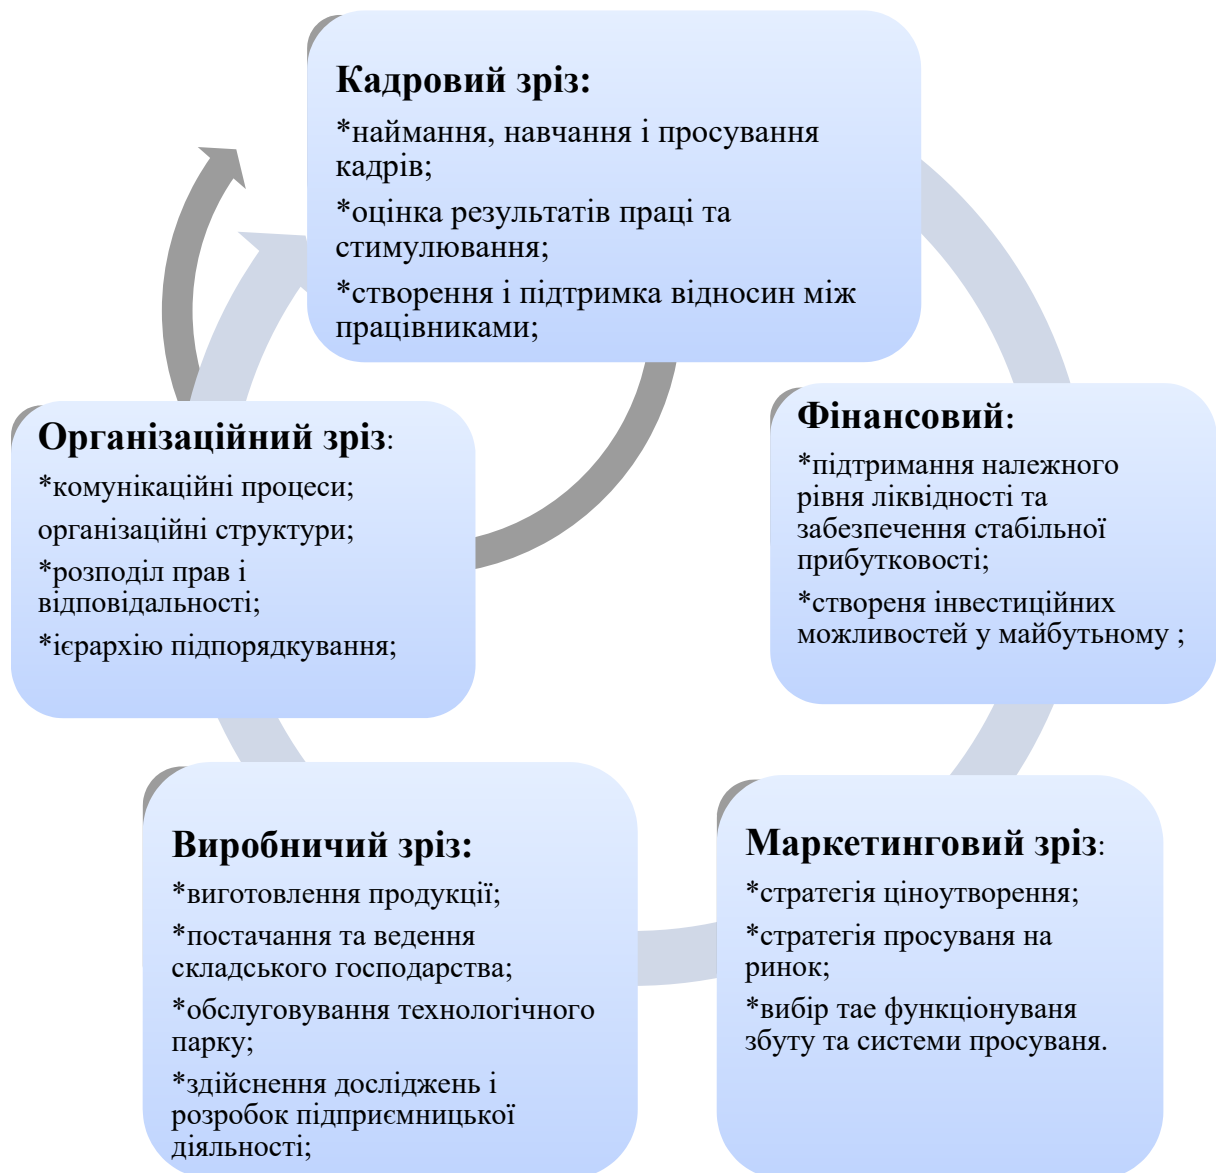 Кадровий зріз:
*наймання, навчання і просування
кадрів;
*оцінка результатів праці та
стимулювання;
*створення і підтримка відносин між
працівниками;
Організаційний зріз:
*комунікаційні процеси;
організаційні структури;
*розподіл прав і
відповідальності;
*ієрархію підпорядкування;
Фінансовий:
*підтримання належного
рівня ліквідності та
забезпечення стабільної
прибутковості;
*створеня інвестиційних
можливостей у майбутньому ;
Виробничий зріз:
*виготовлення продукції;
*постачання та ведення
складського господарства;
*обслуговування технологічного
парку;
*здійснення досліджень і
розробок підприємницької
діяльності;
Маркетинговий зріз:
*стратегія ціноутворення;
*стратегія просуваня на
ринок;
*вибір тае функціонуваня
збуту та системи просуваня.